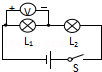 + V −
L₁ L₂
S